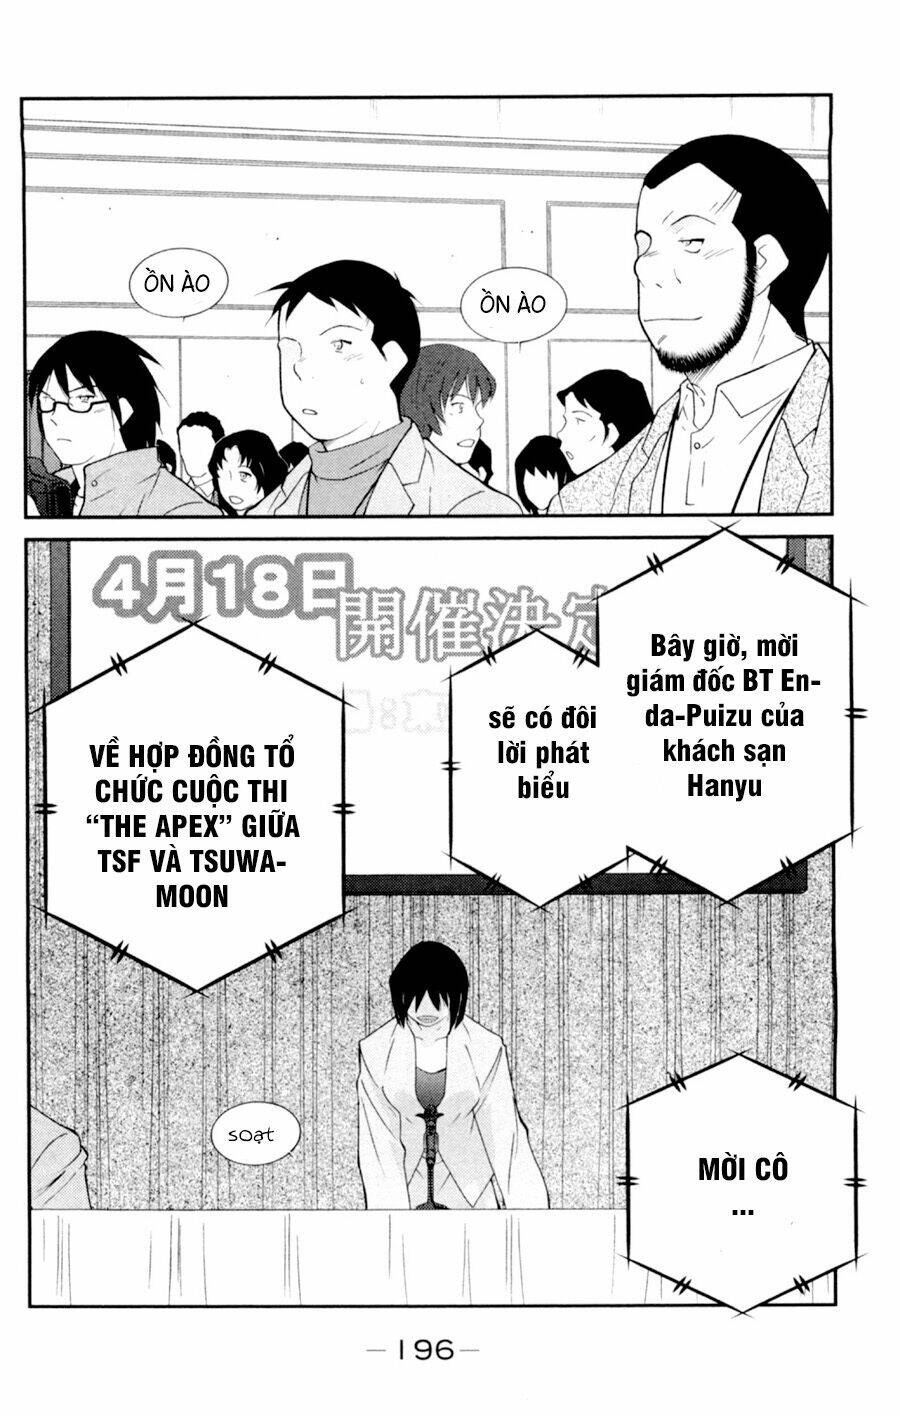 ỒN ÀO
ỒN ÀO
4月18日
開催決定
Bây giờ, mời
giám đốc BT En-
da-Puizu của
khách sạn
Hanyu
sẽ có đôi
lời phát
biểu
VỀ HỢP ĐỒNG TỔ
CHỨC CUỘC THI
“THE APEX” GIỮA
TSF VÀ TSUWA-
MOON
soạt
MỜI CÔ
...
—196—